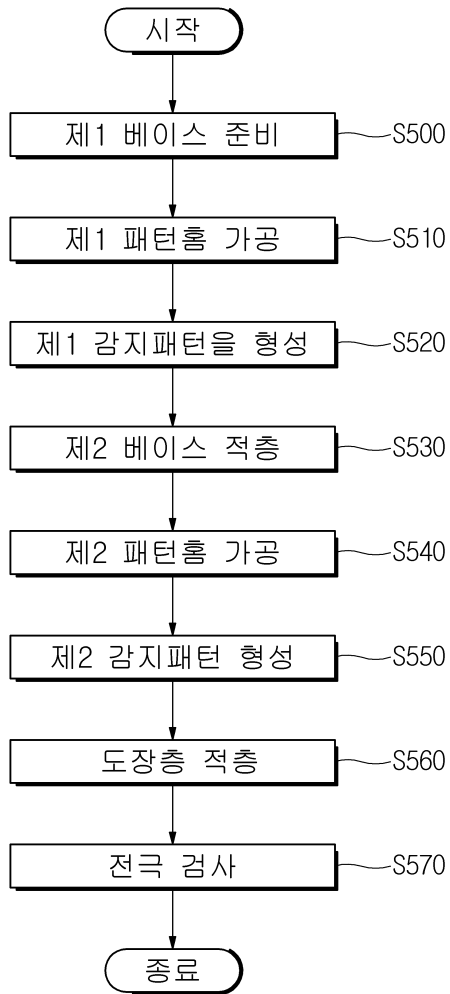 시작
제1 베이스 준비 S500
제1 패턴홈 가공 S510
제1 감지패턴을 형성 S520
제2 베이스 적층 S530
제2 패턴홈 가공 S540
제2 감지패턴 형성 S550
도장층 적층 S560
전극 검사 S570
종료